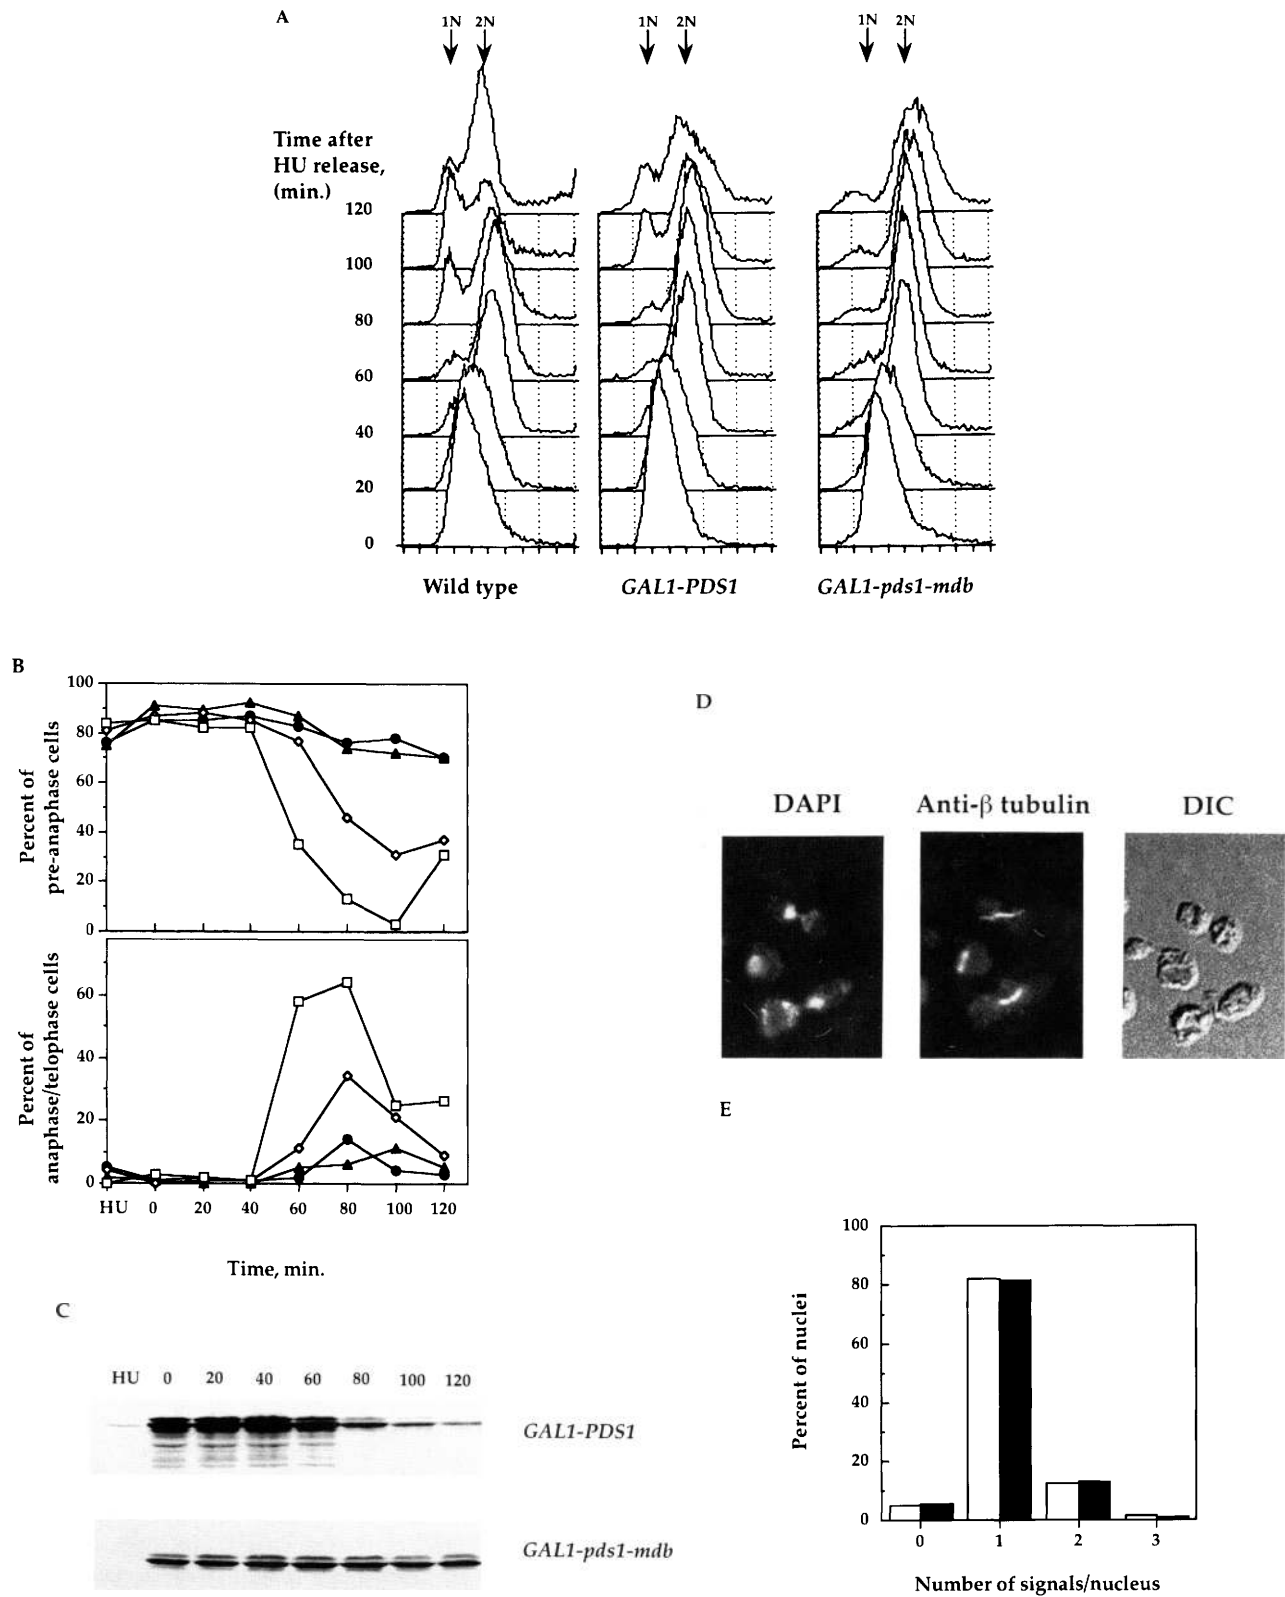 A
1N 2N 1N 2N 1N 2N
Time after
HU release,
(min.)
120
100
80
60
40
20
0
Wild type GAL1-PDS1 GAL1-pds1-mdb
B
100
80
60
40
20
0
Percent of
pre-anaphase cells
60
40
20
0
Percent of
anaphase/telophase cells
HU 0 20 40 60 80 100 120
Time, min.
C
HU 0 20 40 60 80 100 120
GAL1-PDS1
GAL1-pds1-mdb
D
DAPI Anti-β tubulin DIC
E
100
80
60
40
20
0
Percent of nuclei
0 1 2 3
Number of signals/nucleus